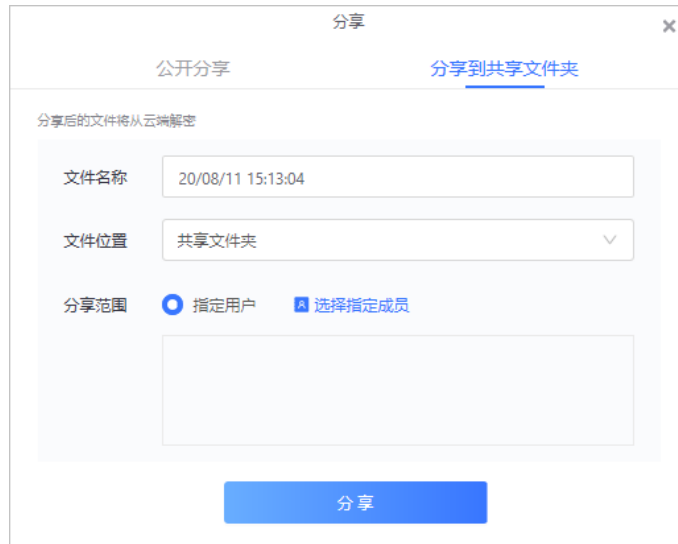 分享
公开分享 分享到共享文件夹
分享后的文件将从云端解密
文件名称 20/08/11 15:13:04
文件位置 共享文件夹
分享范围 指定用户 选择指定成员
分享